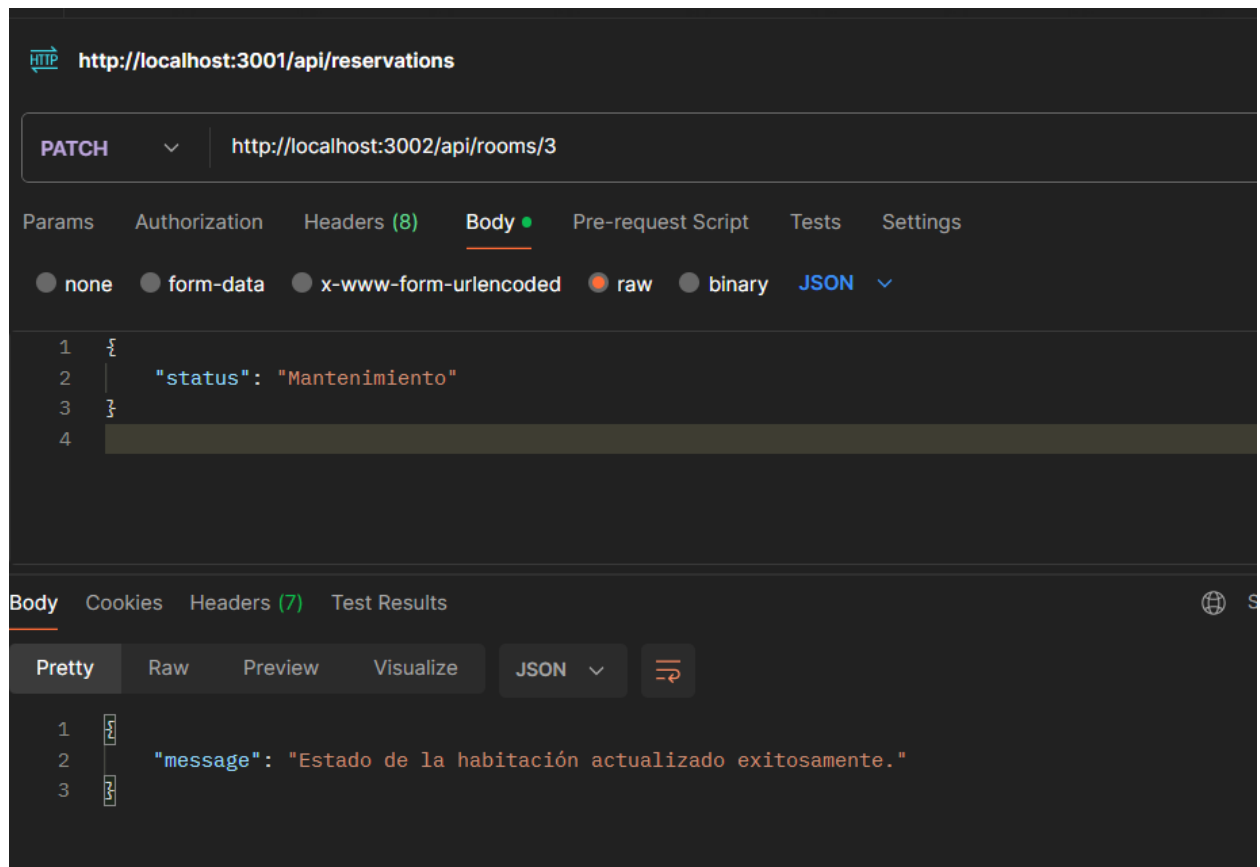 HTTP http://localhost:3001/api/reservations
PATCH http://localhost:3002/api/rooms/3
Params Authorization Headers (8) Body Pre-request Script Tests Settings
none form-data x-www-form-urlencoded raw binary JSON
1 {
2 "status": "Mantenimiento"
3 }
4
Body Cookies Headers (7) Test Results S
Pretty Raw Preview Visualize JSON
1 {
2 "message": "Estado de la habitación actualizado exitosamente."
3 }